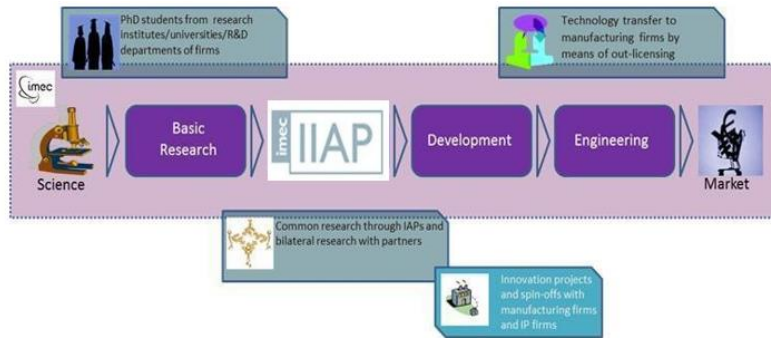 PhD students from research
institutes/universities/R&D
departments of firms
Technology transfer to
manufacturing firms by
means of out-licensing
imec
Science
Basic
Research
imec
IIAP
Development
Engineering
Market
Common research through IAPs and
bilateral research with partners
Innovation projects
and spin-offs with
manufacturing firms
and IP firms